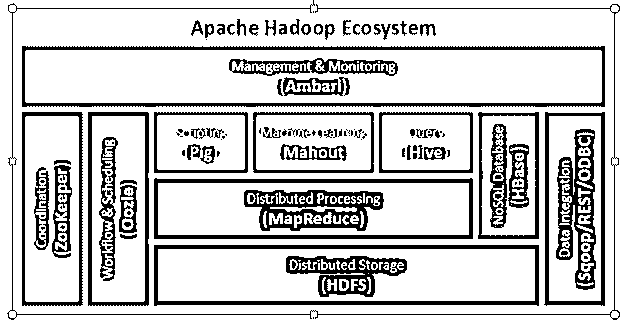 Apache Hadoop Ecosystem
Management & Monitoring
(Ambari)
Coordination
(ZooKeeper)
Workflow & Scheduling
(Oozie)
Scripting
(Pig)
Machine Learning
Mahout
Query
(Hive)
NoSQL Database
(HBase)
Data Integration
(Sqoop/REST/ODBC)
Distributed Processing
(MapReduce)
Distributed Storage
(HDFS)